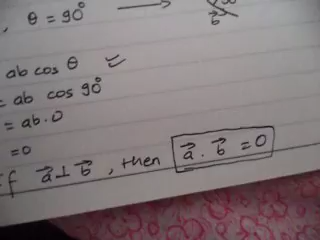 , θ = 90° →
b⃗
ab cos θ
= ab cos 90°
= ab · 0
= 0
If a⃗ ⊥ b⃗ , then a⃗ . b⃗ = 0